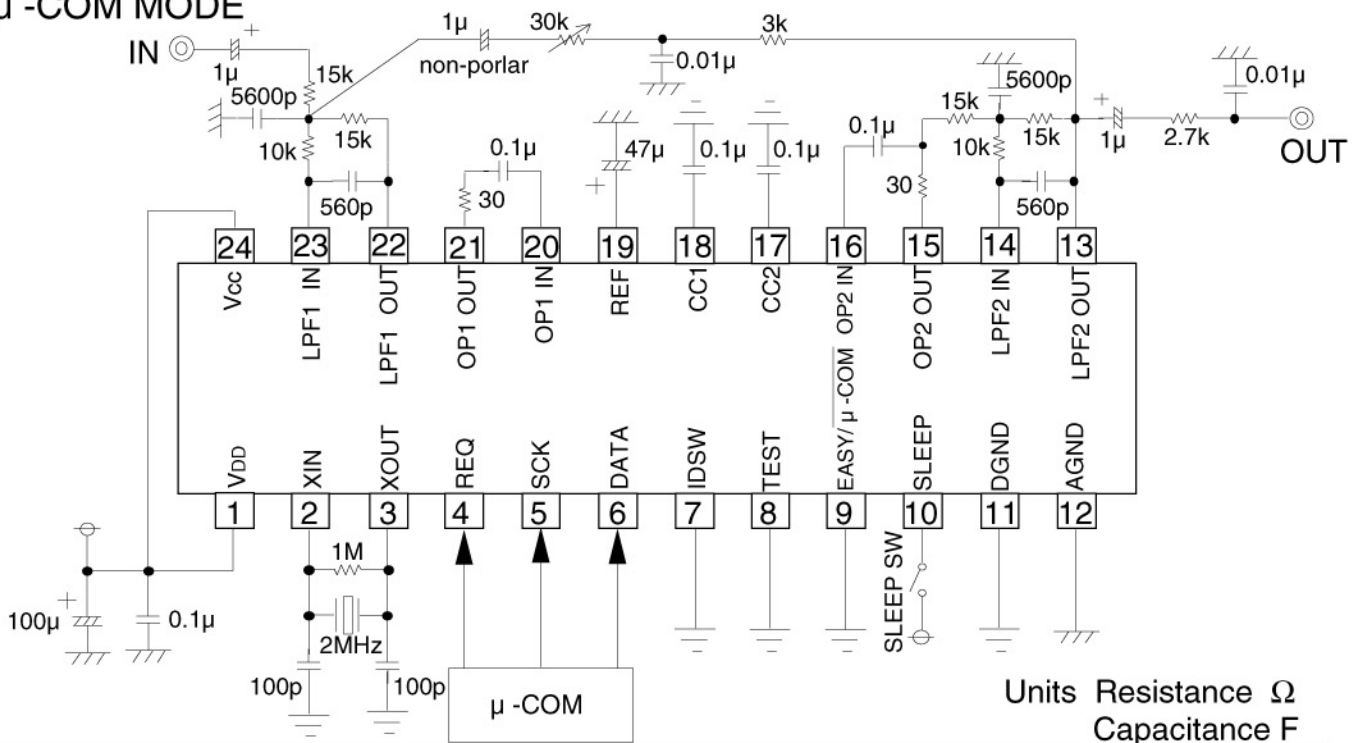 µ -COM MODE
IN
1µ
15k
5600p
15k
10k
560p
1µ
non-porlar
30k
0.01µ
3k
0.1µ
30
47µ
0.1µ
0.1µ
0.1µ
30
15k
5600p
10k
15k
560p
1µ
2.7k
0.01µ
OUT
24
23
22
21
20
19
18
17
16
15
14
13
Vcc
LPF1 IN
LPF1 OUT
OP1 OUT
OP1 IN
REF
CC1
CC2
OP2 IN
OP2 OUT
LPF2 IN
LPF2 OUT
VDD
XIN
XOUT
REQ
SCK
DATA
IDSW
TEST
EASY/ µ -COM
SLEEP
DGND
AGND
1
2
3
4
5
6
7
8
9
10
11
12
100µ
0.1µ
1M
2MHz
100p
100p
µ -COM
SLEEP SW
Units Resistance Ω
Capacitance F